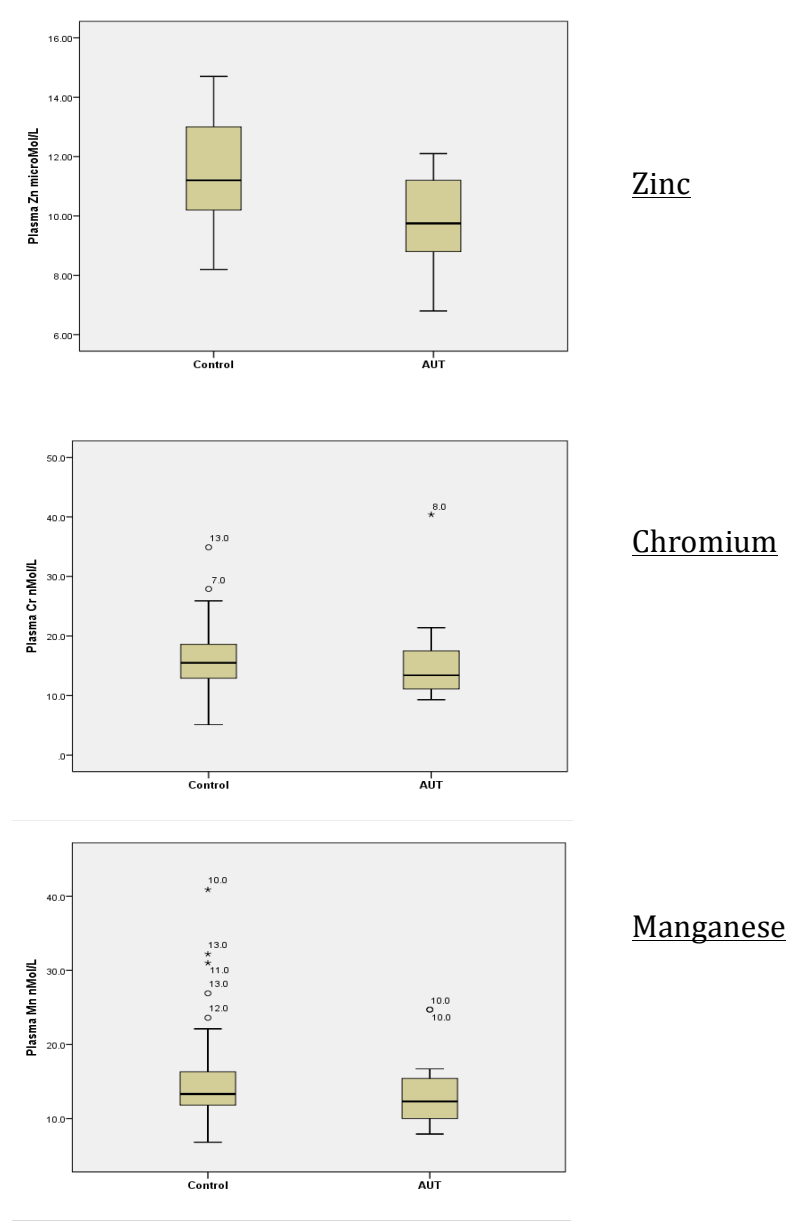 16.00
14.00
12.00
10.00
8.00
6.00
Plasma Zn microMol/L
Control AUT
Zinc
50.0
40.0
30.0
20.0
10.0
.0
Plasma Cr nMol/L
13.0
7.0
8.0
Control AUT
Chromium
40.0
30.0
20.0
10.0
Plasma Mn nMol/L
10.0
13.0
11.0
13.0
12.0
10.0
10.0
Control AUT
Manganese